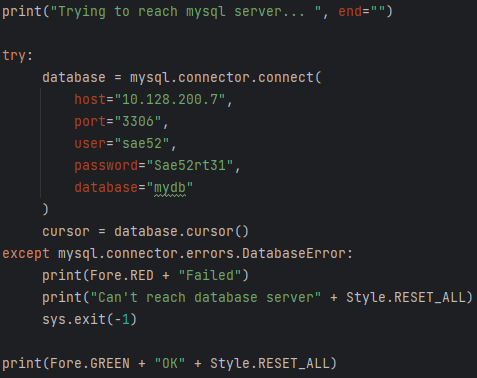 print("Trying to reach mysql server... ", end="")
try:
database = mysql.connector.connect(
host="10.128.200.7",
port="3306",
user="sae52",
password="Sae52rt31",
database="mydb"
)
cursor = database.cursor()
except mysql.connector.errors.DatabaseError:
print(Fore.RED + "Failed")
print("Can't reach database server" + Style.RESET_ALL)
sys.exit(-1)
print(Fore.GREEN + "OK" + Style.RESET_ALL)